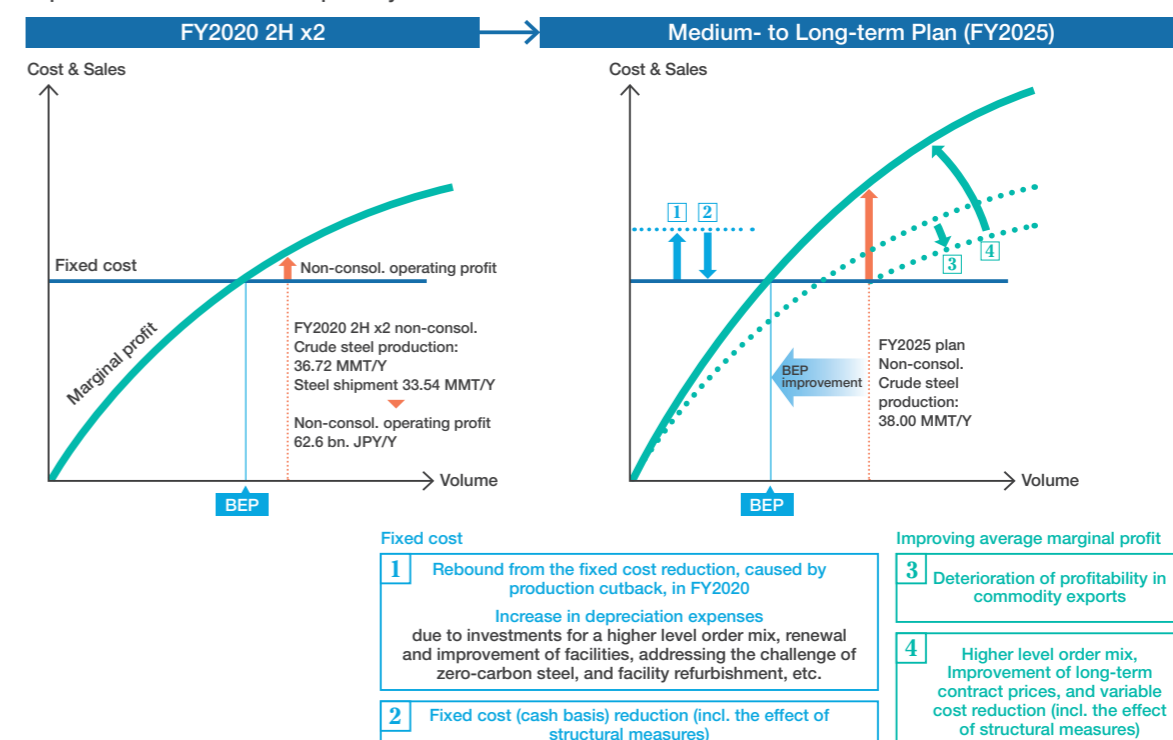 FY2020 2H x2
Medium- to Long-term Plan (FY2025)
Cost & Sales
Fixed cost
Non-consol. operating profit
Marginal profit
FY2020 2H x2 non-consol.
Crude steel production:
36.72 MMT/Y
Steel shipment 33.54 MMT/Y
Non-consol. operating profit
62.6 bn. JPY/Y
Volume
BEP
Cost & Sales
1
2
3
4
BEP
improvement
FY2025 plan
Non-consol.
Crude steel
production:
38.00 MMT/Y
Volume
BEP
Fixed cost
1
Rebound from the fixed cost reduction, caused by
production cutback, in FY2020
Increase in depreciation expenses
due to investments for a higher level order mix, renewal
and improvement of facilities, addressing the challenge of
zero-carbon steel, and facility refurbishment, etc.
2
Fixed cost (cash basis) reduction (incl. the effect of
structural measures)
Improving average marginal profit
3
Deterioration of profitability in
commodity exports
4
Higher level order mix,
Improvement of long-term
contract prices, and variable
cost reduction (incl. the effect
of structural measures)